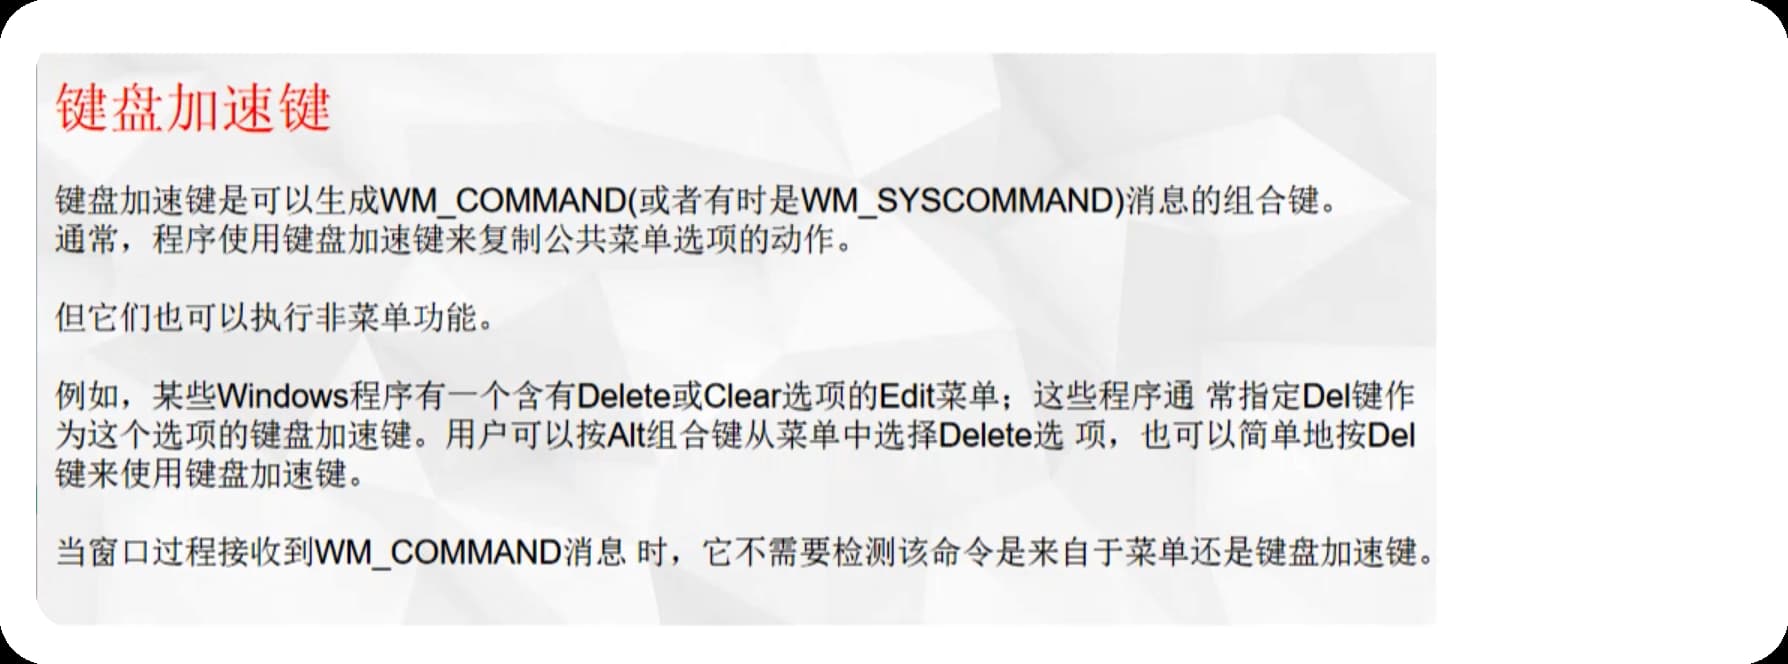 键盘加速键
键盘加速键是可以生成WM_COMMAND(或者有时是WM_SYSCOMMAND)消息的组合键。
通常，程序使用键盘加速键来复制公共菜单选项的动作。
但它们也可以执行非菜单功能。
例如，某些Windows程序有一个含有Delete或Clear选项的Edit菜单；这些程序通 常指定Del键作
为这个选项的键盘加速键。用户可以按Alt组合键从菜单中选择Delete选 项，也可以简单地按Del
键来使用键盘加速键。
当窗口过程接收到WM_COMMAND消息 时，它不需要检测该命令是来自于菜单还是键盘加速键。